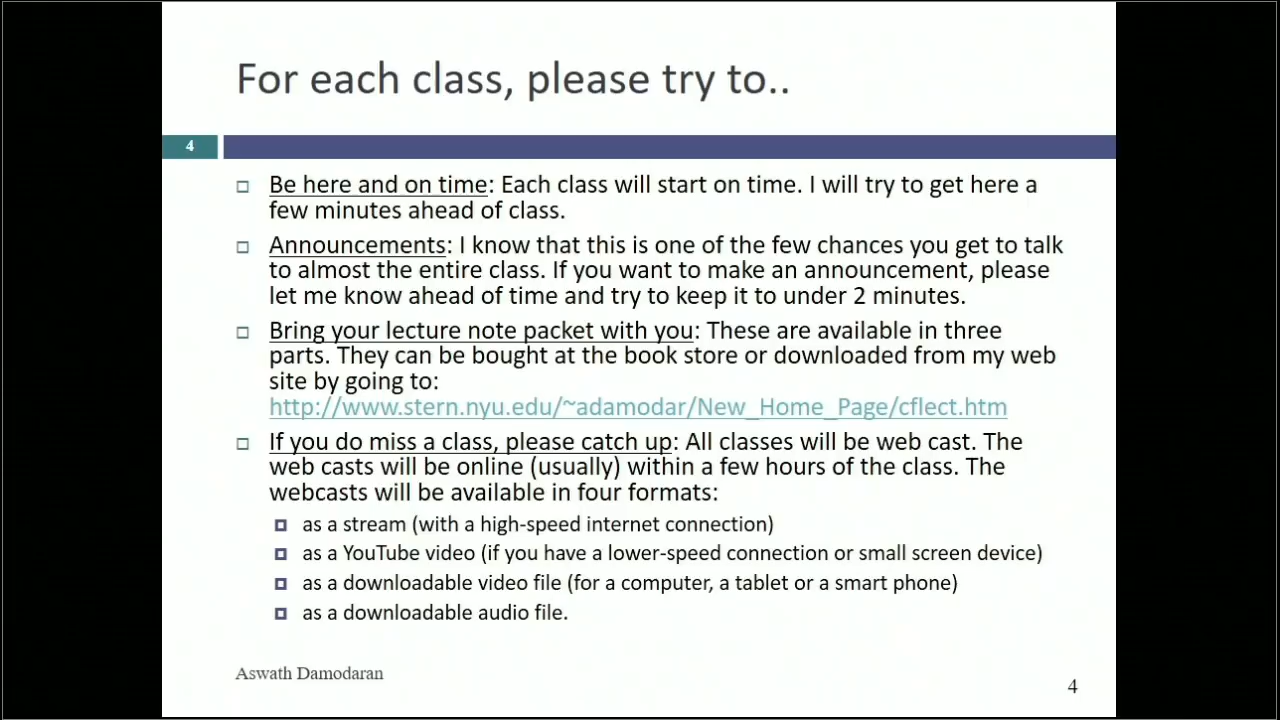 For each class, please try to..
4
Be here and on time: Each class will start on time. I will try to get here a
few minutes ahead of class.
Announcements: I know that this is one of the few chances you get to talk
to almost the entire class. If you want to make an announcement, please
let me know ahead of time and try to keep it to under 2 minutes.
Bring your lecture note packet with you: These are available in three
parts. They can be bought at the book store or downloaded from my web
site by going to:
http://www.stern.nyu.edu/~adamodar/New_Home_Page/cflect.htm
If you do miss a class, please catch up: All classes will be web cast. The
web casts will be online (usually) within a few hours of the class. The
webcasts will be available in four formats:
as a stream (with a high-speed internet connection)
as a YouTube video (if you have a lower-speed connection or small screen device)
as a downloadable video file (for a computer, a tablet or a smart phone)
as a downloadable audio file.
Aswath Damodaran
4